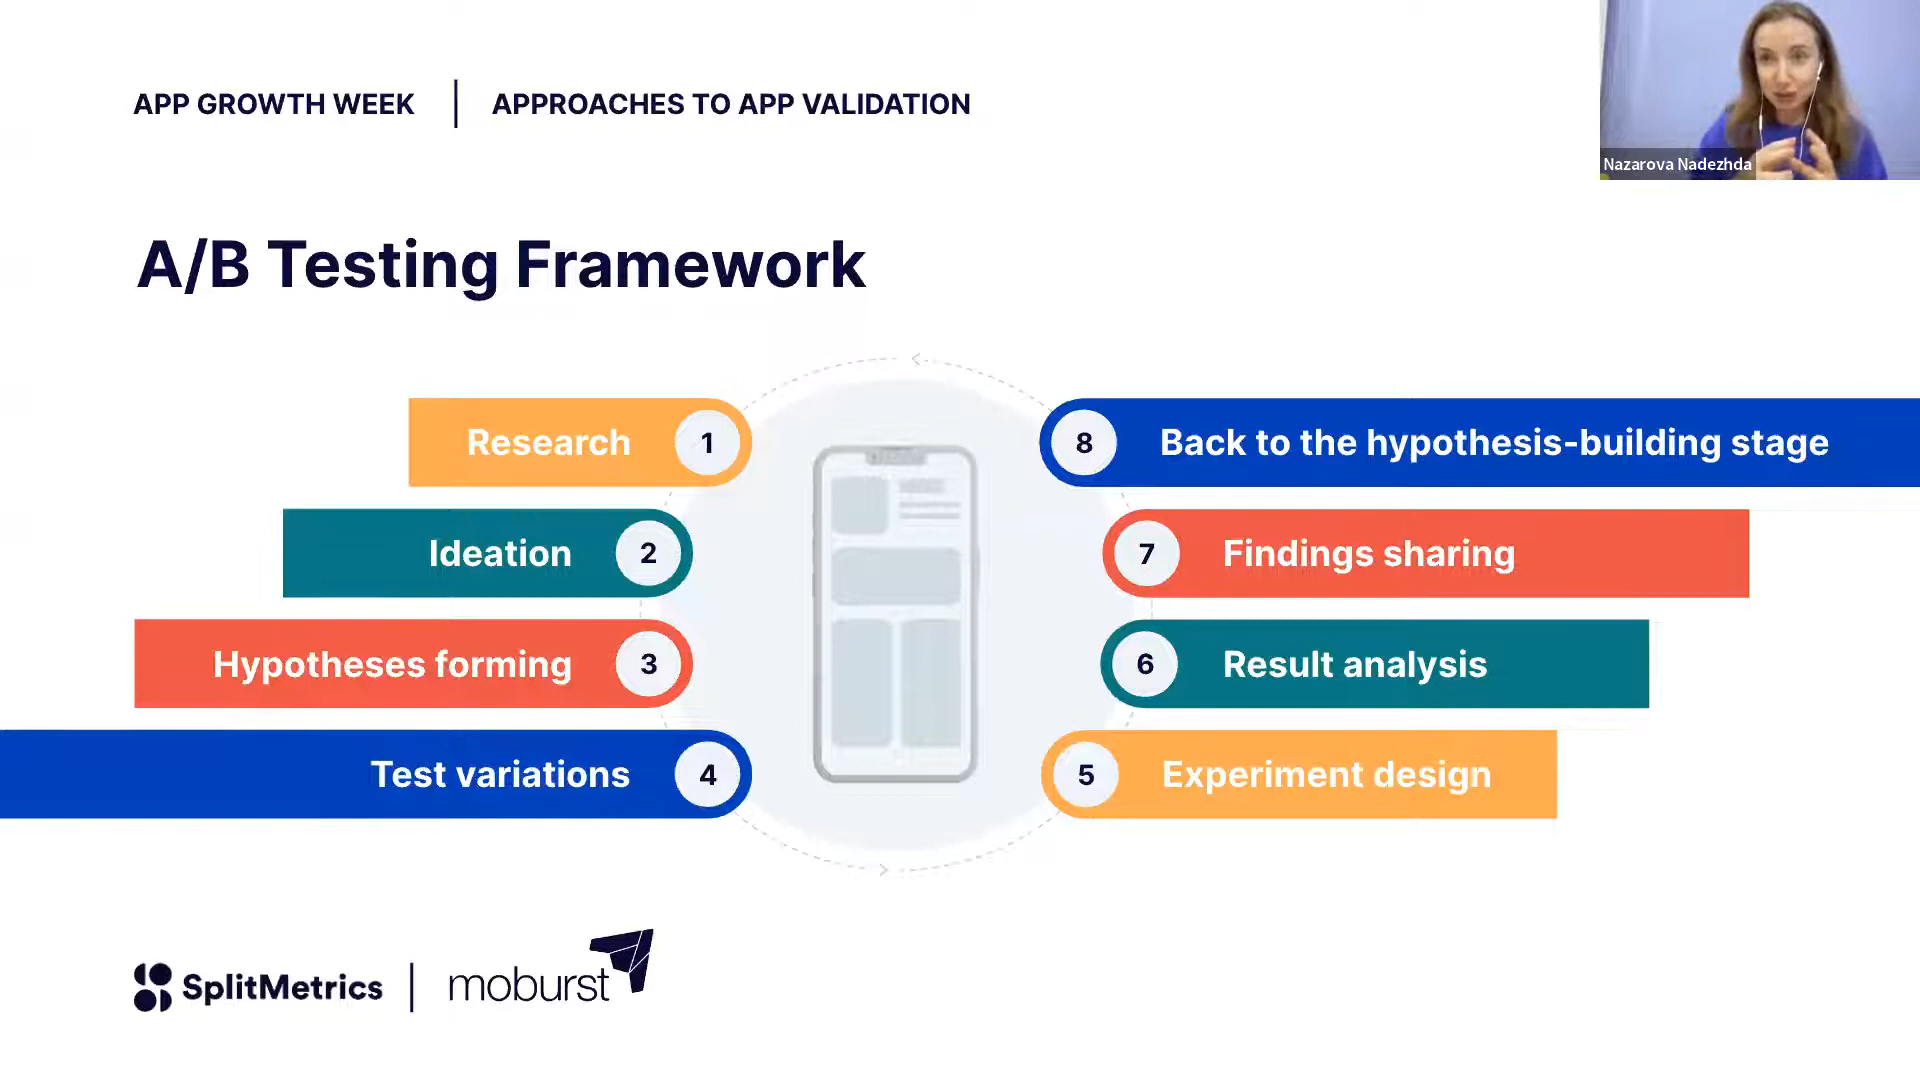 APP GROWTH WEEK
APPROACHES TO APP VALIDATION
Nazarova Nadezhda
A/B Testing Framework
Research 1
Ideation 2
Hypotheses forming 3
Test variations 4
8 Back to the hypothesis-building stage
7 Findings sharing
6 Result analysis
5 Experiment design
SplitMetrics
moburst